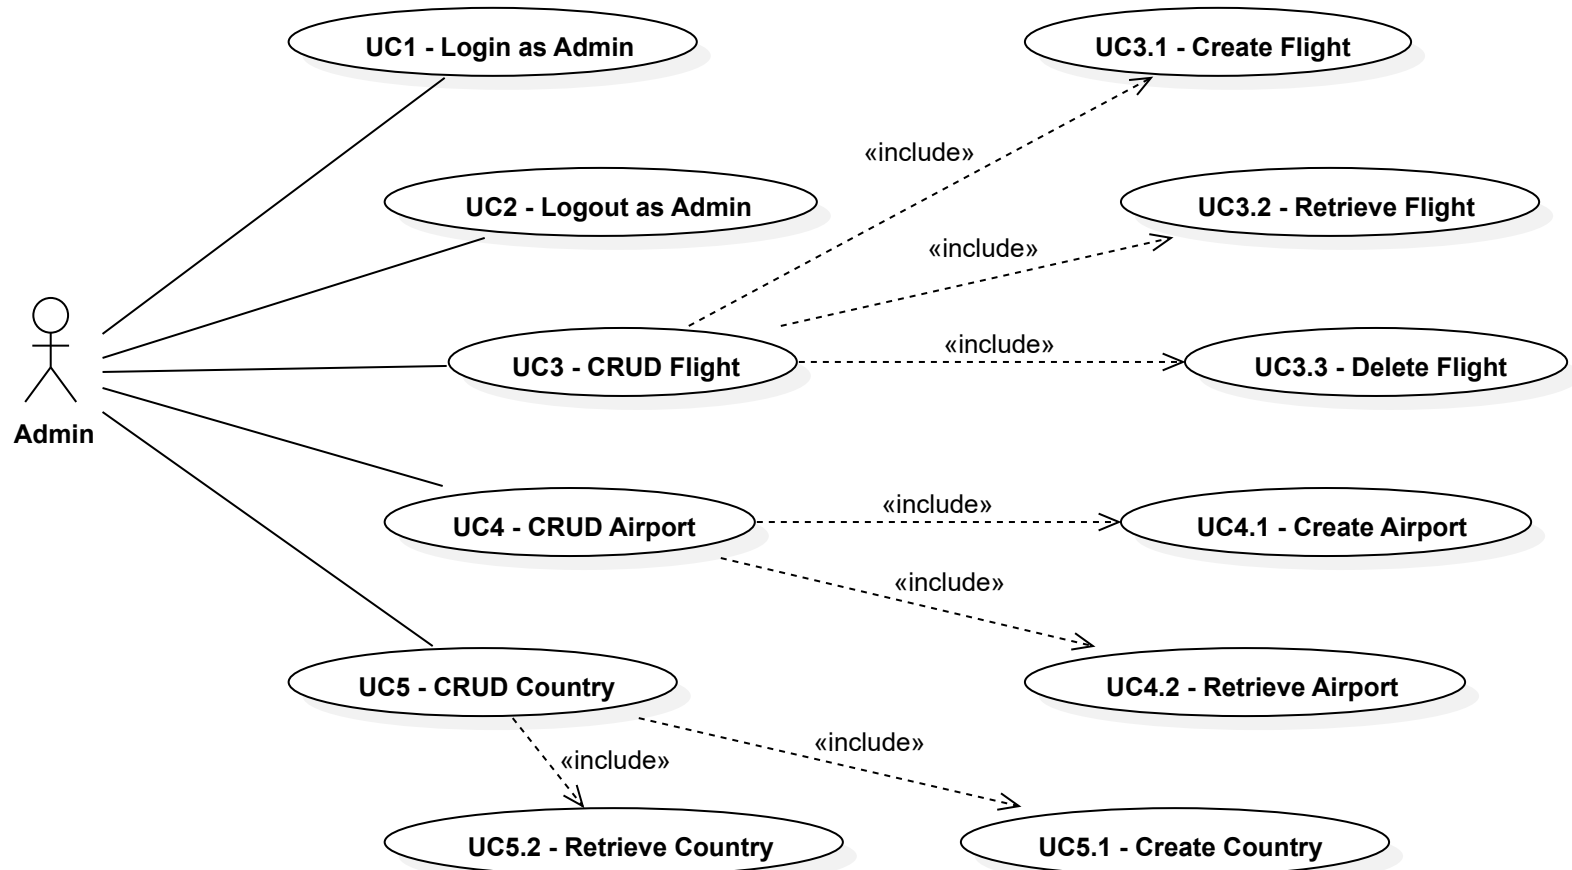 UC1 - Login as Admin
UC3.1 - Create Flight
«include»
UC2 - Logout as Admin
UC3.2 - Retrieve Flight
«include»
«include»
UC3 - CRUD Flight
UC3.3 - Delete Flight
Admin
«include»
UC4 - CRUD Airport
UC4.1 - Create Airport
«include»
UC5 - CRUD Country
UC4.2 - Retrieve Airport
«include»
«include»
UC5.2 - Retrieve Country
UC5.1 - Create Country